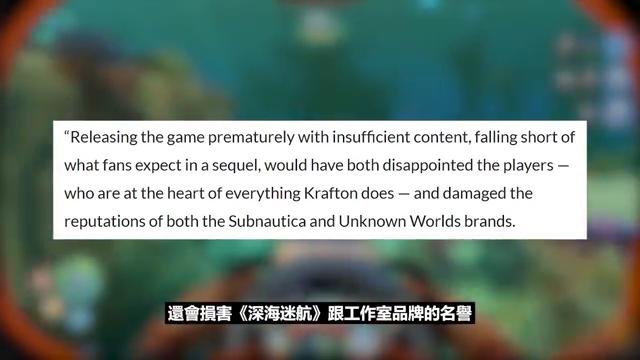 “Releasing the game prematurely with insufficient content, falling short of
what fans expect in a sequel, would have both disappointed the players —
who are at the heart of everything Krafton does — and damaged the
reputations of both the Subnautica and Unknown Worlds brands.
還會損害《深海迷航》跟工作室品牌的名譽